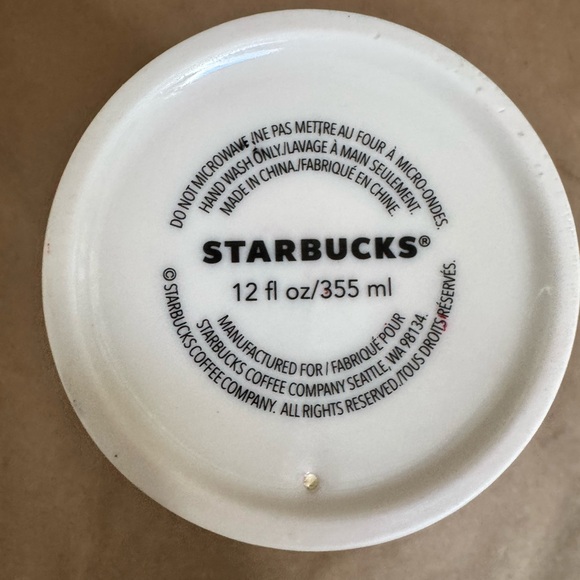 DO NOT MICROWAVE./NE PAS METTRE AU FOUR À MICRO-ONDES.
HAND WASH ONLY./LAVAGE À MAIN SEULEMENT.
MADE IN CHINA./FABRIQUÉ EN CHINE.
STARBUCKS®
12 fl oz/355 ml
MANUFACTURED FOR / FABRIQUÉ POUR
STARBUCKS COFFEE COMPANY SEATTLE, WA 98134.
© STARBUCKS COFFEE COMPANY. ALL RIGHTS RESERVED./TOUS DROITS RÉSERVÉS.